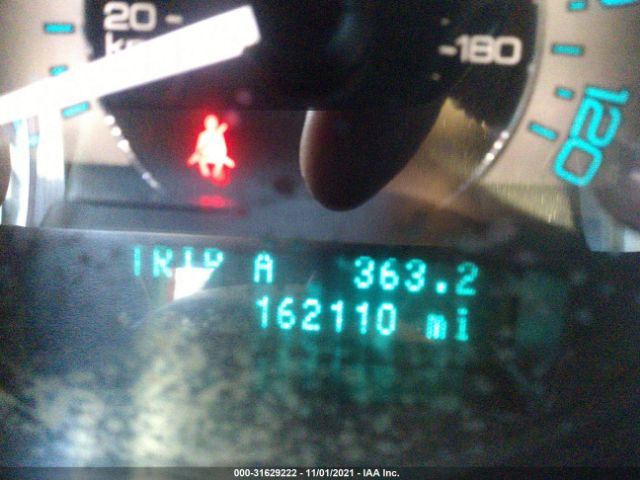 20
180
120
TRIP A 363.2
162110 mi
000-31629222 - 11/01/2021 - IAA Inc.